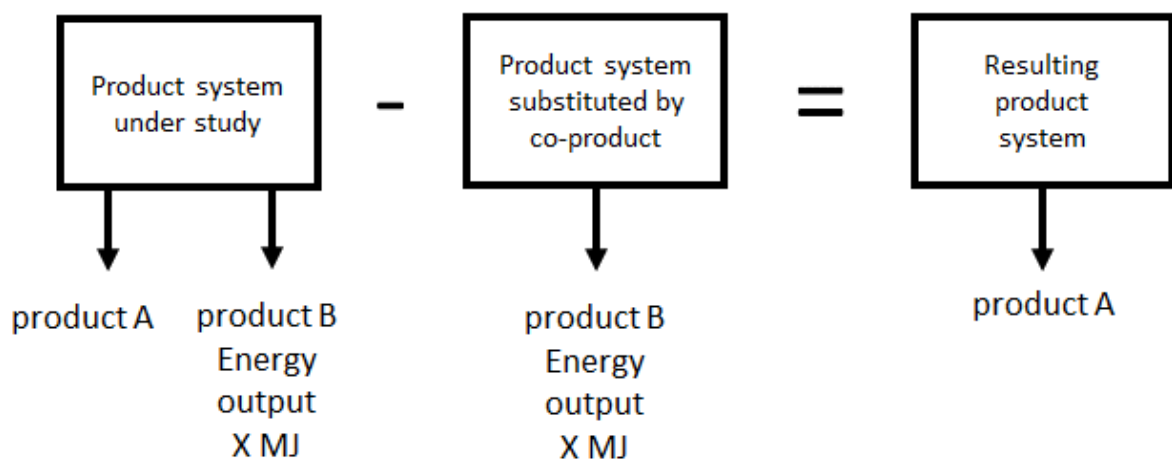 Product system
under study
-
Product system
substituted by
co-product
=
Resulting
product
system
product A
product B
Energy
output
X MJ
product B
Energy
output
X MJ
product A